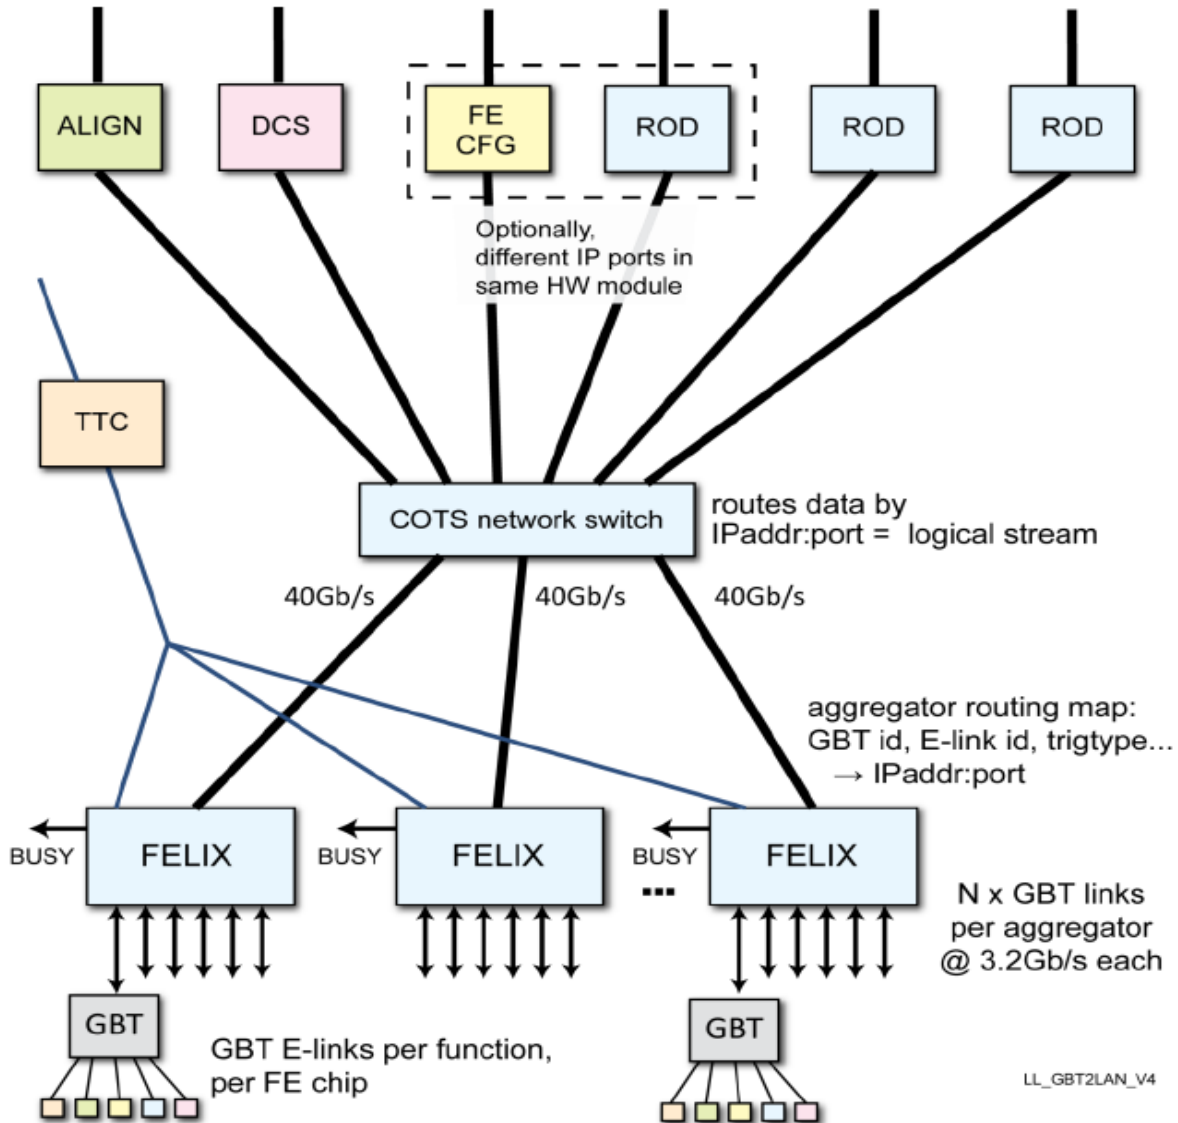 ALIGN
DCS
FE
CFG
ROD
ROD
ROD
Optionally,
different IP ports in
same HW module
TTC
COTS network switch
routes data by
IPaddr:port = logical stream
40Gb/s
40Gb/s
40Gb/s
aggregator routing map:
GBT id, E-link id, trigtype...
→ IPaddr:port
BUSY
FELIX
BUSY
FELIX
BUSY
...
FELIX
N x GBT links
per aggregator
@ 3.2Gb/s each
GBT
GBT E-links per function,
per FE chip
GBT
LL_GBT2LAN_V4